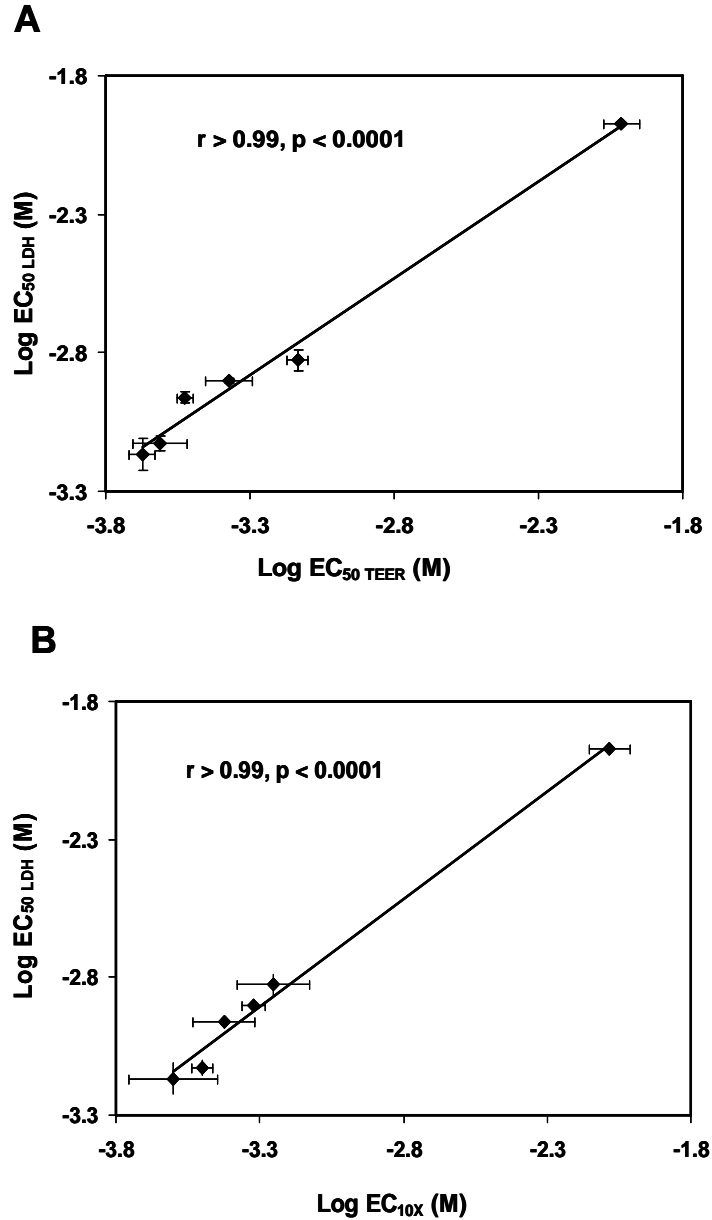 A
-1.8
r > 0.99, p < 0.0001
-2.3
Log EC50 LDH (M)
-2.8
-3.3
-3.8 -3.3 -2.8 -2.3 -1.8
Log EC50 TEER (M)
B
-1.8
r > 0.99, p < 0.0001
-2.3
Log EC50 LDH (M)
-2.8
-3.3
-3.8 -3.3 -2.8 -2.3 -1.8
Log EC10X (M)